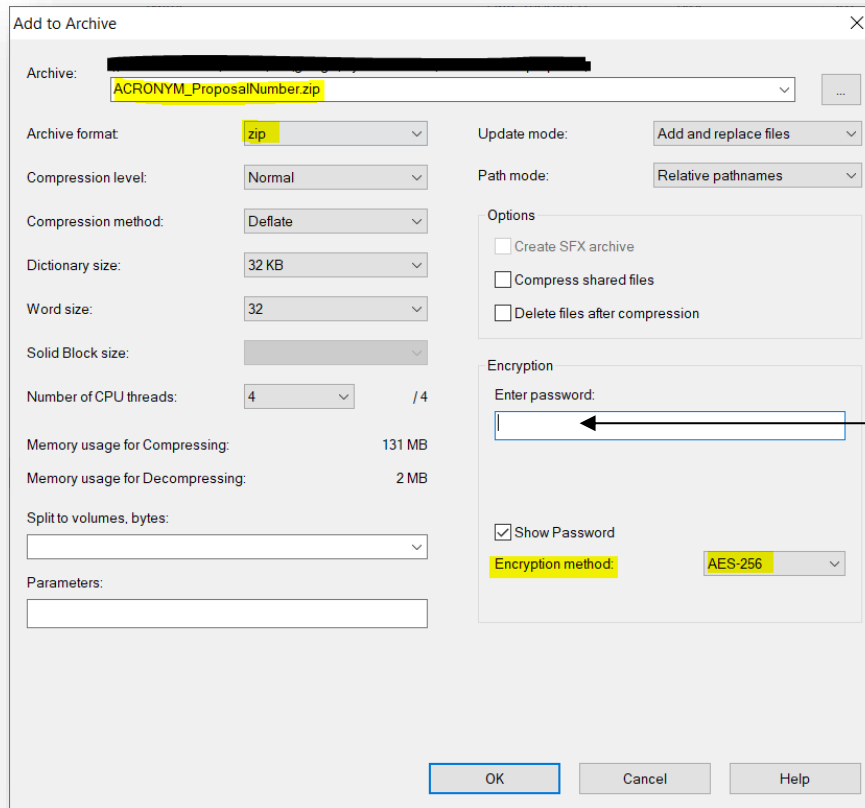 Add to Archive
Archive:
ACRONYM_ProposalNumber.zip
...
Archive format:
zip
Update mode:
Add and replace files
Compression level:
Normal
Path mode:
Relative pathnames
Compression method:
Deflate
Options
Create SFX archive
Dictionary size:
32 KB
Compress shared files
Word size:
32
Delete files after compression
Solid Block size:
Encryption
Number of CPU threads:
4
/ 4
Enter password:
Memory usage for Compressing:
131 MB
Memory usage for Decompressing:
2 MB
Split to volumes, bytes:
Show Password
Encryption method:
AES-256
Parameters:
OK
Cancel
Help